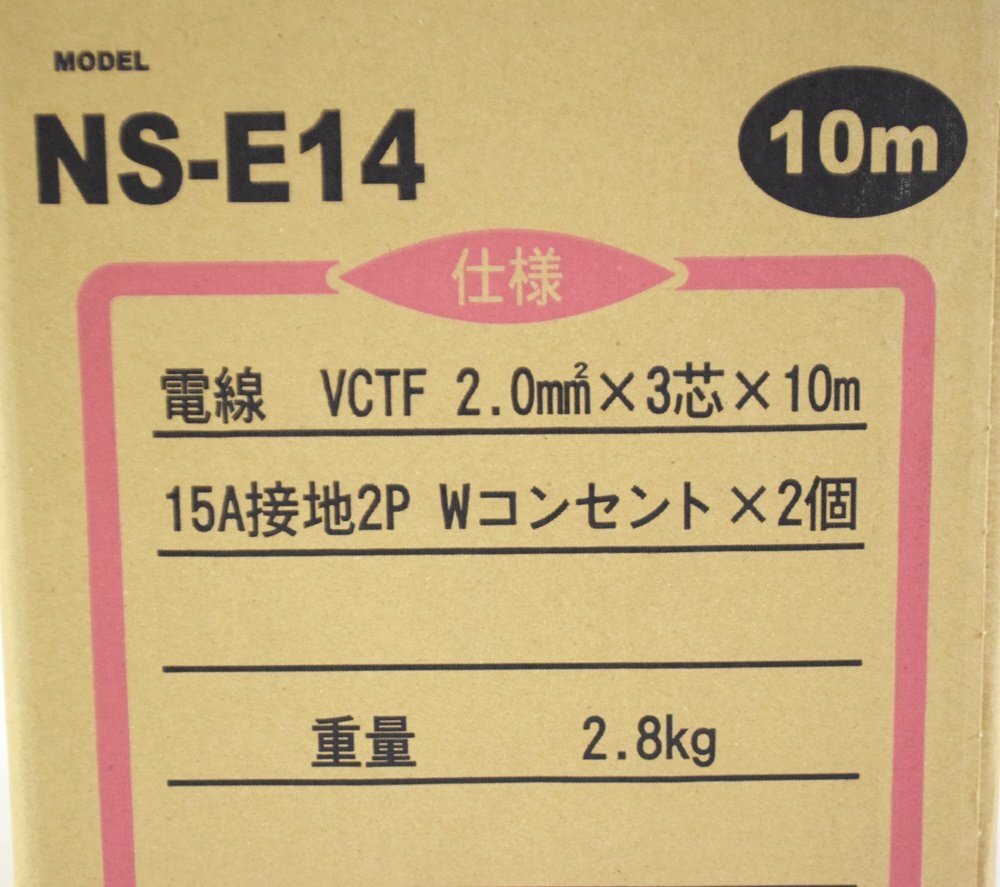 MODEL
NS-E14
10m
仕様
電線 VCTF 2.0mm²×3芯×10m
15A接地2P Wコンセント×2個
重量 2.8kg